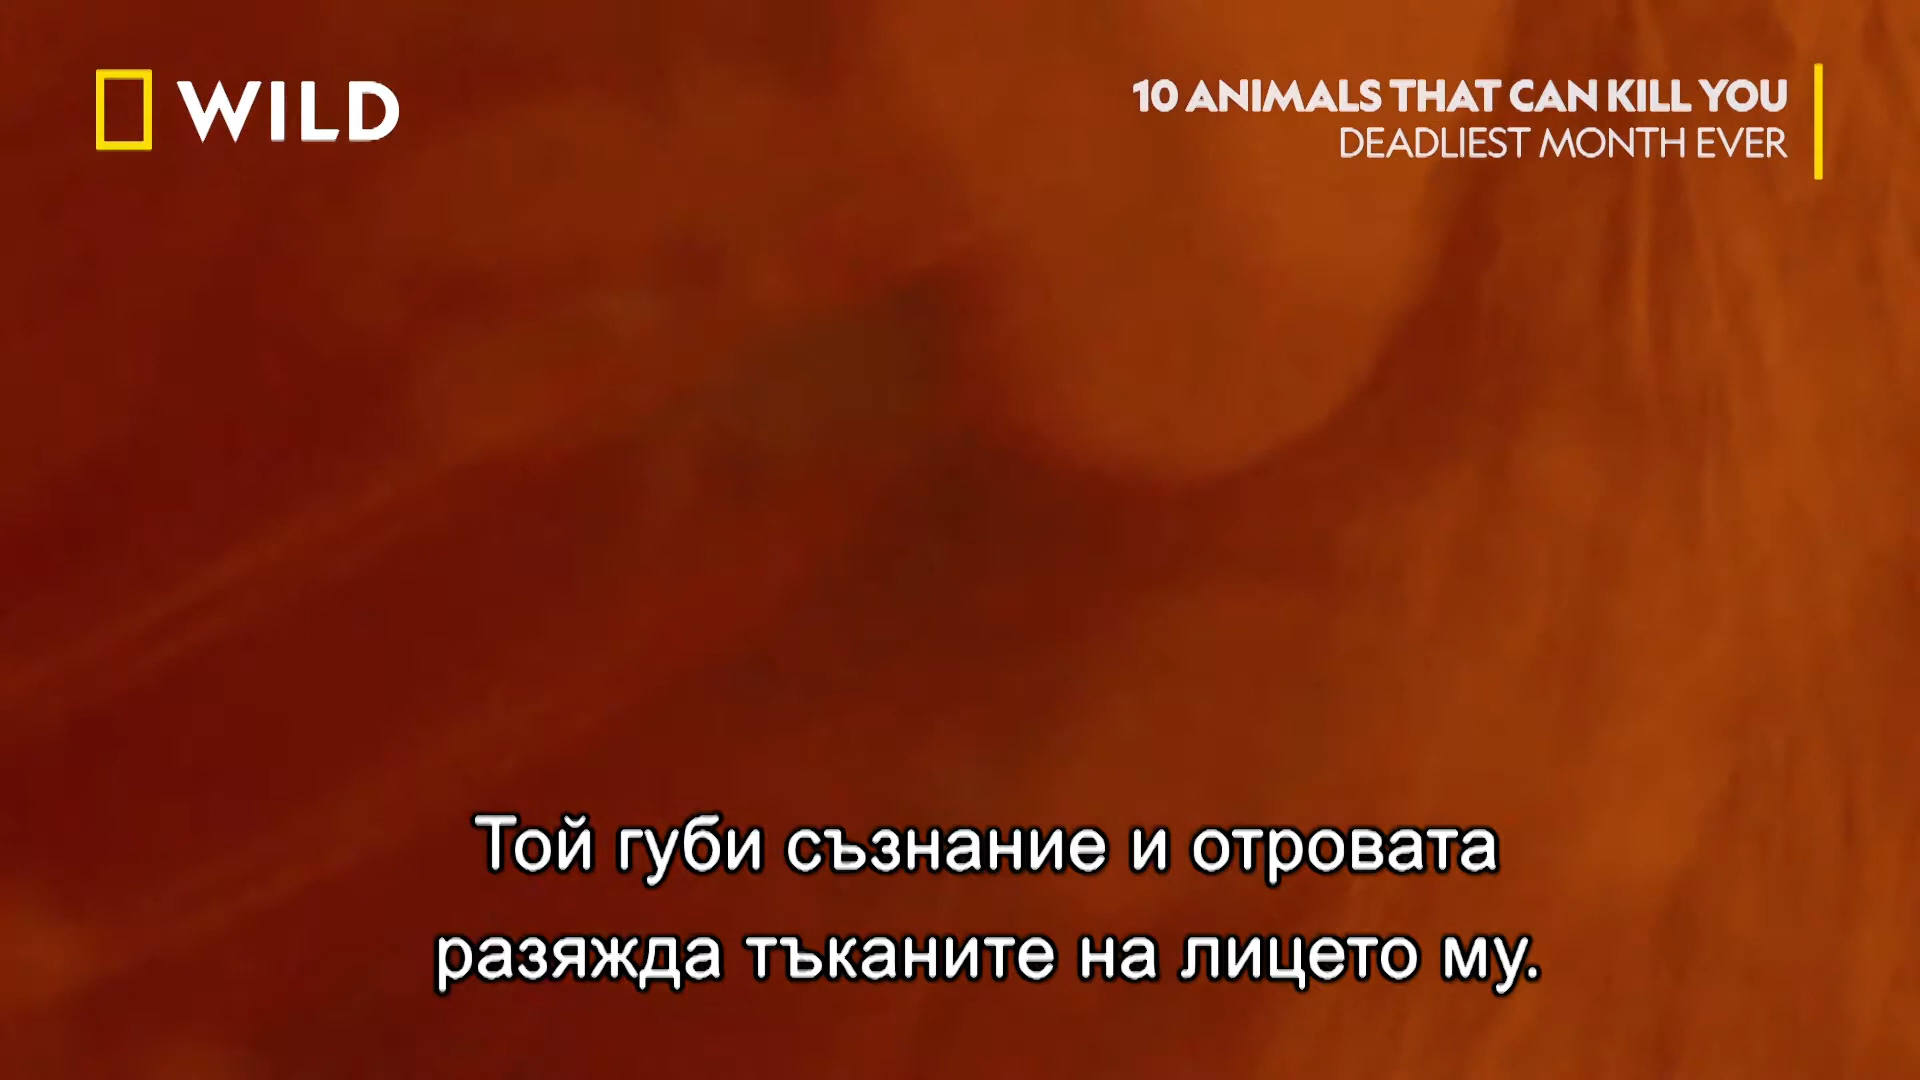 WILD
10 ANIMALS THAT CAN KILL YOU
DEADLIEST MONTH EVER
Той губи съзнание и отровата
разяжда тъканите на лицето му.